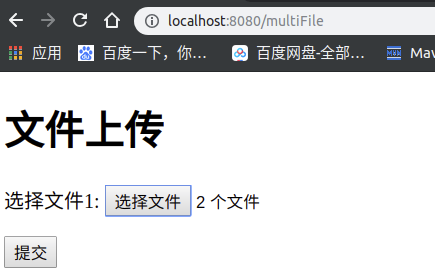 localhost:8080/multiFile
应用 百度一下，你… 百度网盘-全部… Mav
文件上传
选择文件1: 选择文件 2 个文件
提交